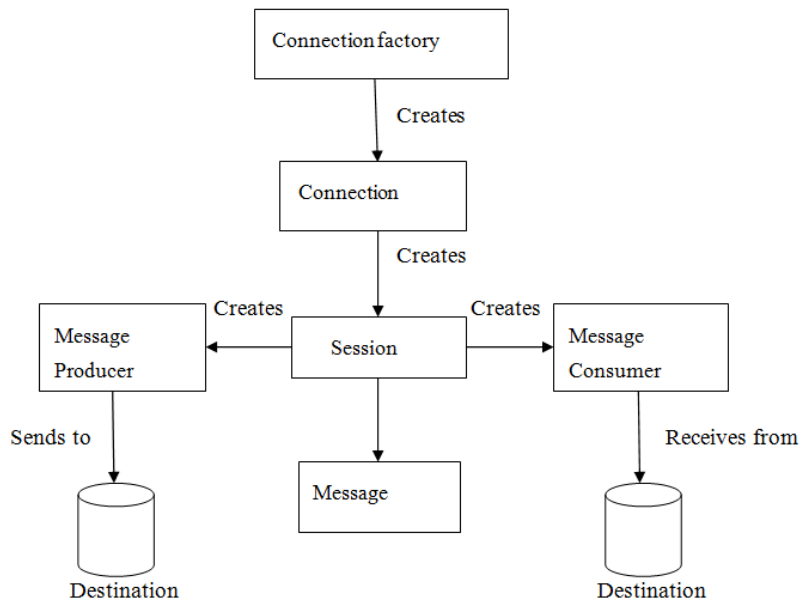 Connection factory
Creates
Connection
Creates
Creates
Creates
Message
Producer
Session
Message
Consumer
Sends to
Receives from
Message
Destination
Destination